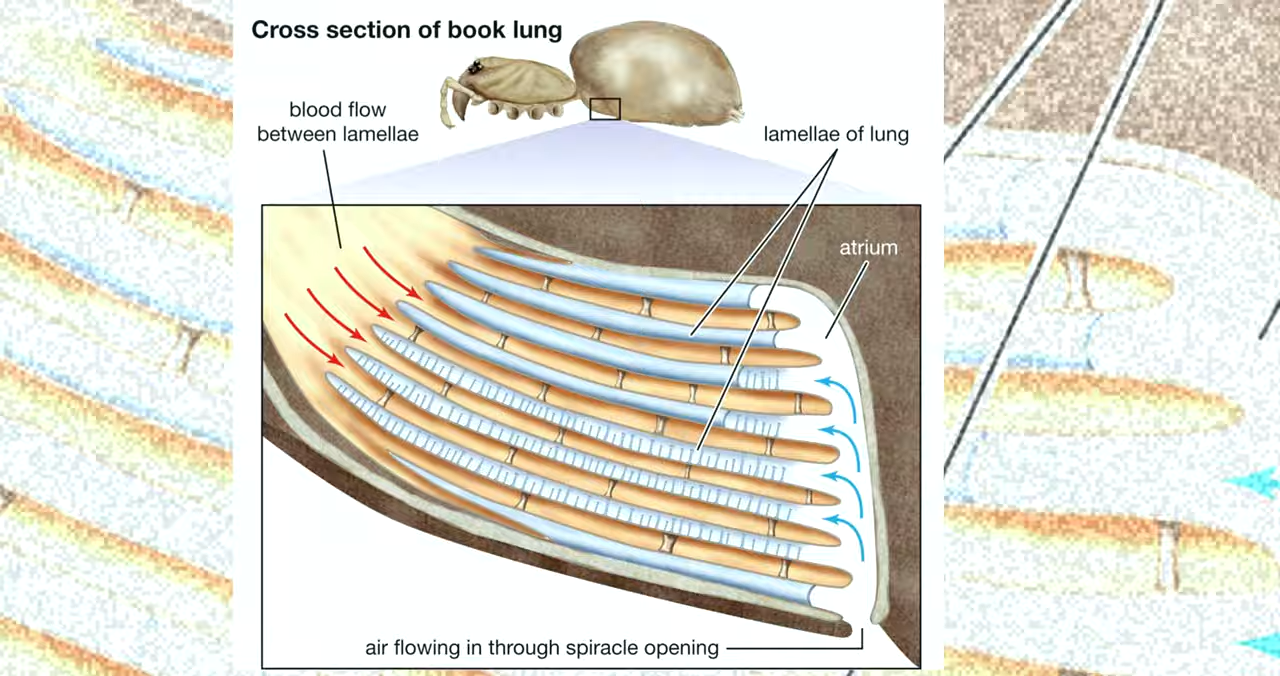 Cross section of book lung
blood flow
between lamellae
lamellae of lung
atrium
air flowing in through spiracle opening